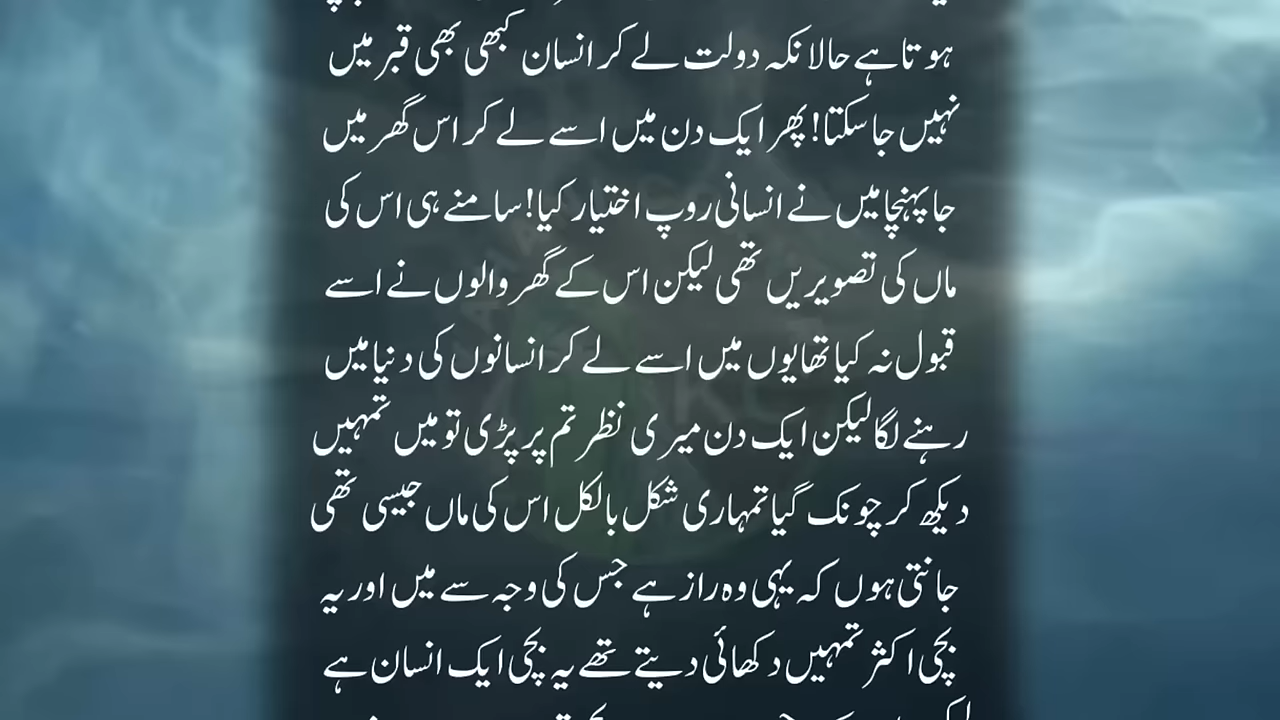 ہوتا ہے حالانکہ دولت لے کر انسان کبھی بھی قبر میں
نہیں جا سکتا! پھر ایک دن میں اسے لے کر اس گھر میں
جا پہنچا میں نے انسانی روپ اختیار کیا! سامنے ہی اس کی
ماں کی تصویریں تھی لیکن اس کے گھر والوں نے اسے
قبول نہ کیا تھا یوں میں اسے لے کر انسانوں کی دنیا میں
رہنے لگا لیکن ایک دن میری نظر تم پر پڑی تو میں تمہیں
دیکھ کر چونک گیا تمہاری شکل بالکل اس کی ماں جیسی تھی
جانتی ہوں کہ یہی وہ راز ہے جس کی وجہ سے میں اور یہ
بچی اکثر تمہیں دکھائی دیتے تھے یہ بچی ایک انسان ہے